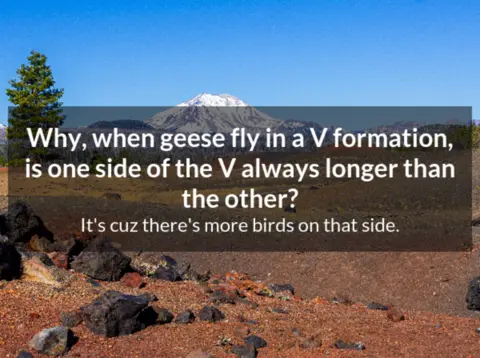 Why, when geese fly in a V formation,
is one side of the V always longer than
the other?
It's cuz there's more birds on that side.